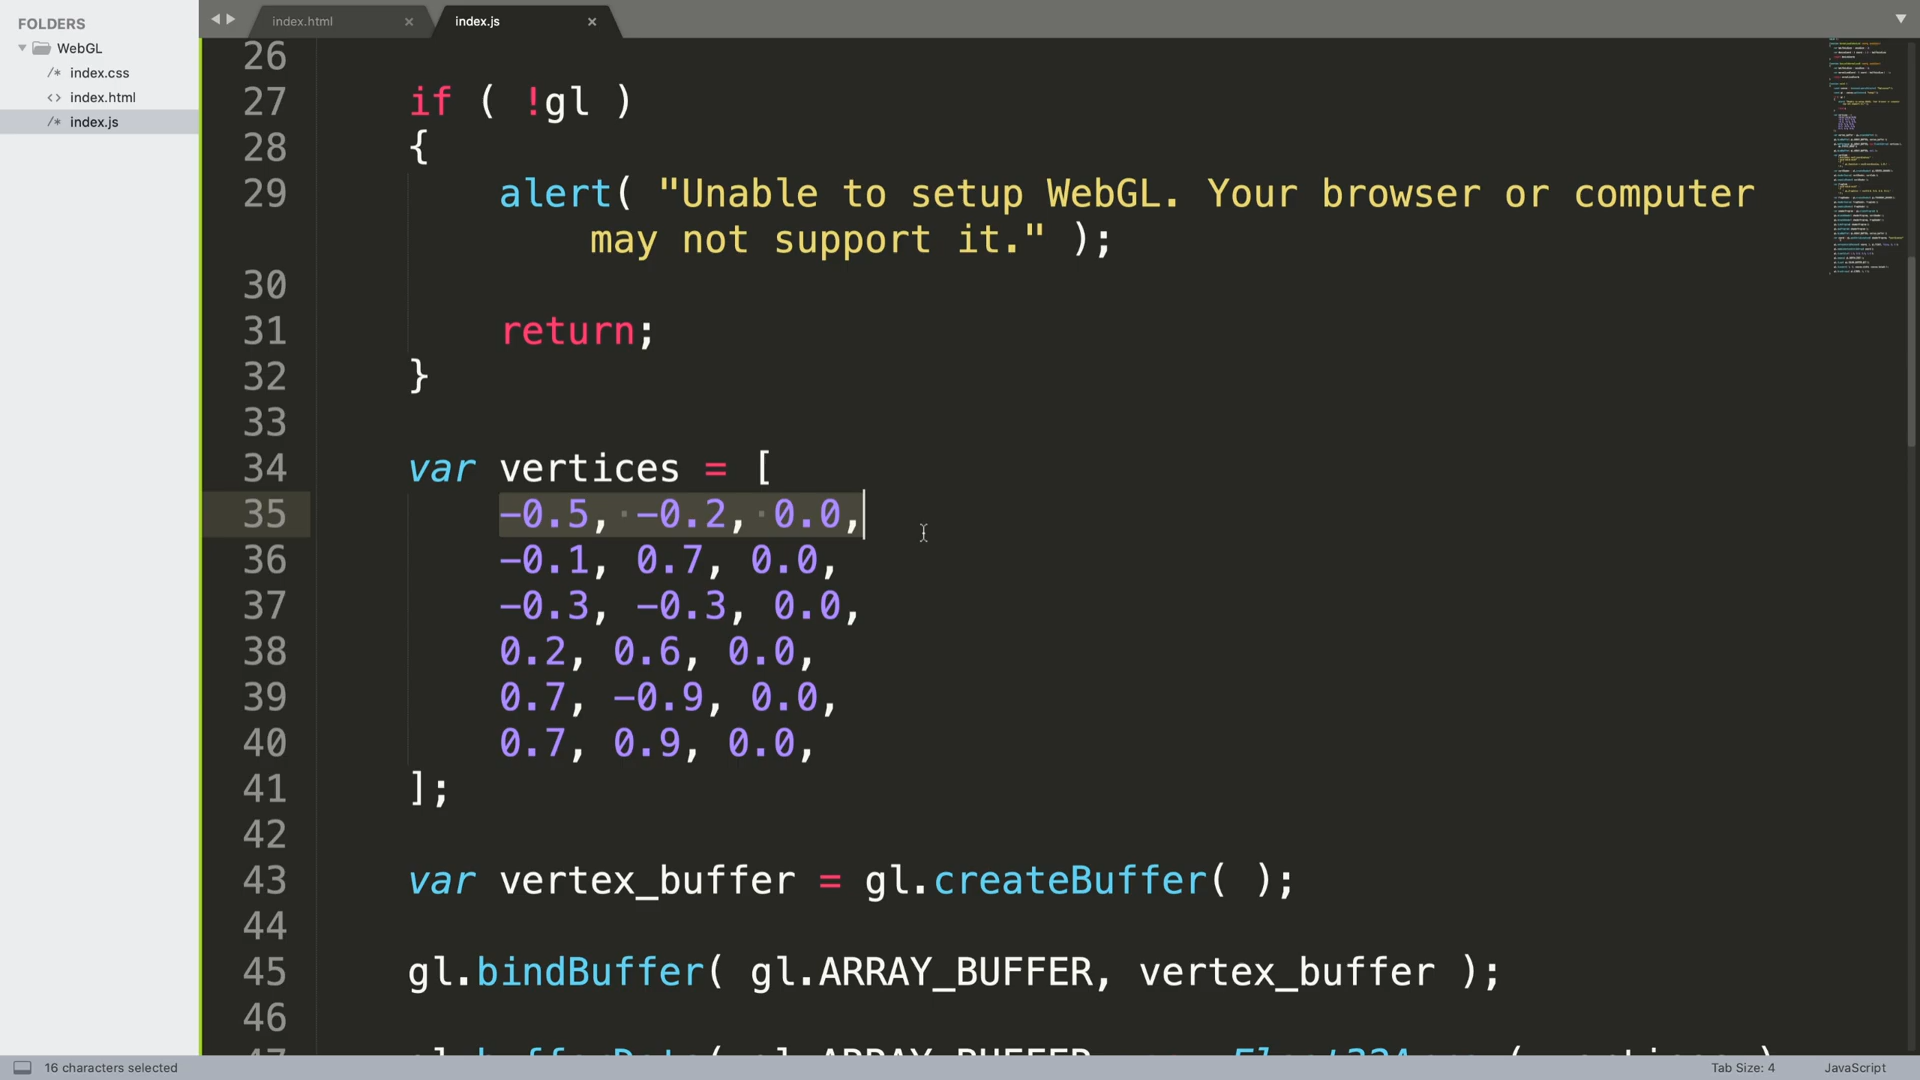 FOLDERS
WebGL
/* index.css
<> index.html
/* index.js
index.html ×
index.js ×
26
27 if ( !gl )
28 {
29 alert( "Unable to setup WebGL. Your browser or computer
may not support it." );
30
31 return;
32 }
33
34 var vertices = [
35 -0.5, -0.2, 0.0,
36 -0.1, 0.7, 0.0,
37 -0.3, -0.3, 0.0,
38 0.2, 0.6, 0.0,
39 0.7, -0.9, 0.0,
40 0.7, 0.9, 0.0,
41 ];
42
43 var vertex_buffer = gl.createBuffer( );
44
45 gl.bindBuffer( gl.ARRAY_BUFFER, vertex_buffer );
46
16 characters selected
Tab Size: 4
JavaScript